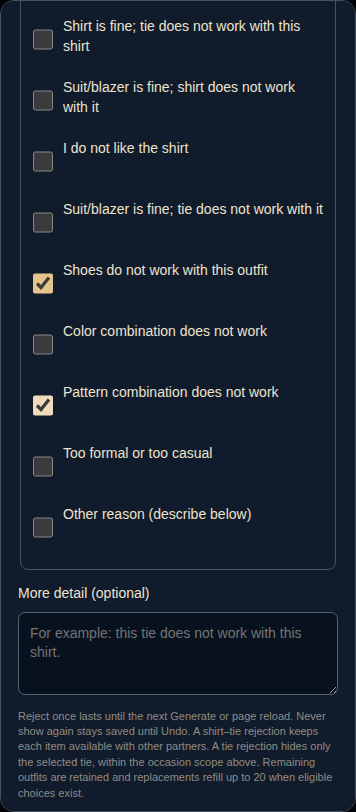 Shirt is fine; tie does not work with this
shirt
Suit/blazer is fine; shirt does not work
with it
I do not like the shirt
Suit/blazer is fine; tie does not work with it
Shoes do not work with this outfit
Color combination does not work
Pattern combination does not work
Too formal or too casual
Other reason (describe below)
More detail (optional)
For example: this tie does not work with this
shirt.
Reject once lasts until the next Generate or page reload. Never
show again stays saved until Undo. A shirt–tie rejection keeps
each item available with other partners. A tie rejection hides only
the selected tie, within the occasion scope above. Remaining
outfits are retained and replacements refill up to 20 when eligible
choices exist.